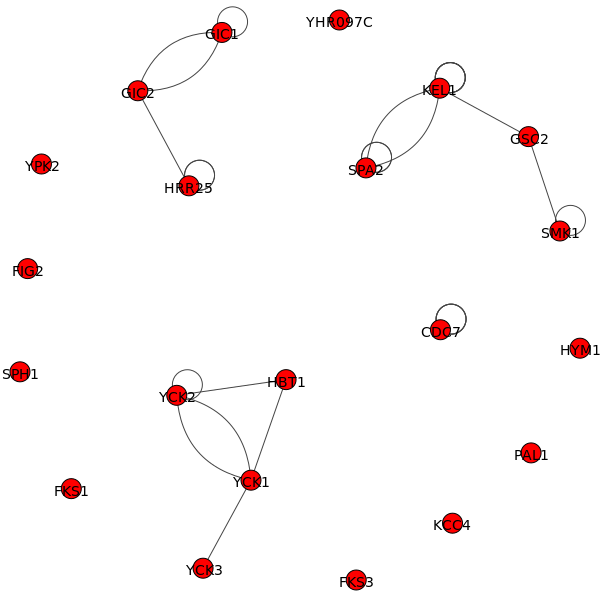 YHR097C
GIC1
KEL1
GIC2
GSC2
YPK2
SPA2
HRR25
SMK1
FIG2
CDC7
HYM1
SPH1
HBT1
YCK2
PAL1
YCK1
FKS1
KCC4
YCK3
FKS3